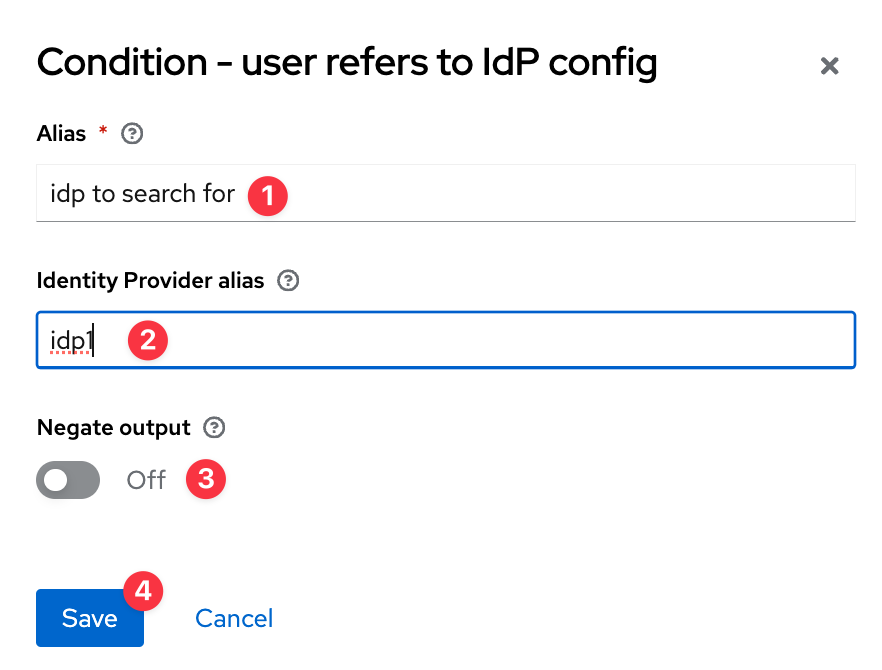 Condition - user refers to IdP config
Alias *
idp to search for 1
Identity Provider alias
idp1 2
Negate output
Off 3
4
Save Cancel